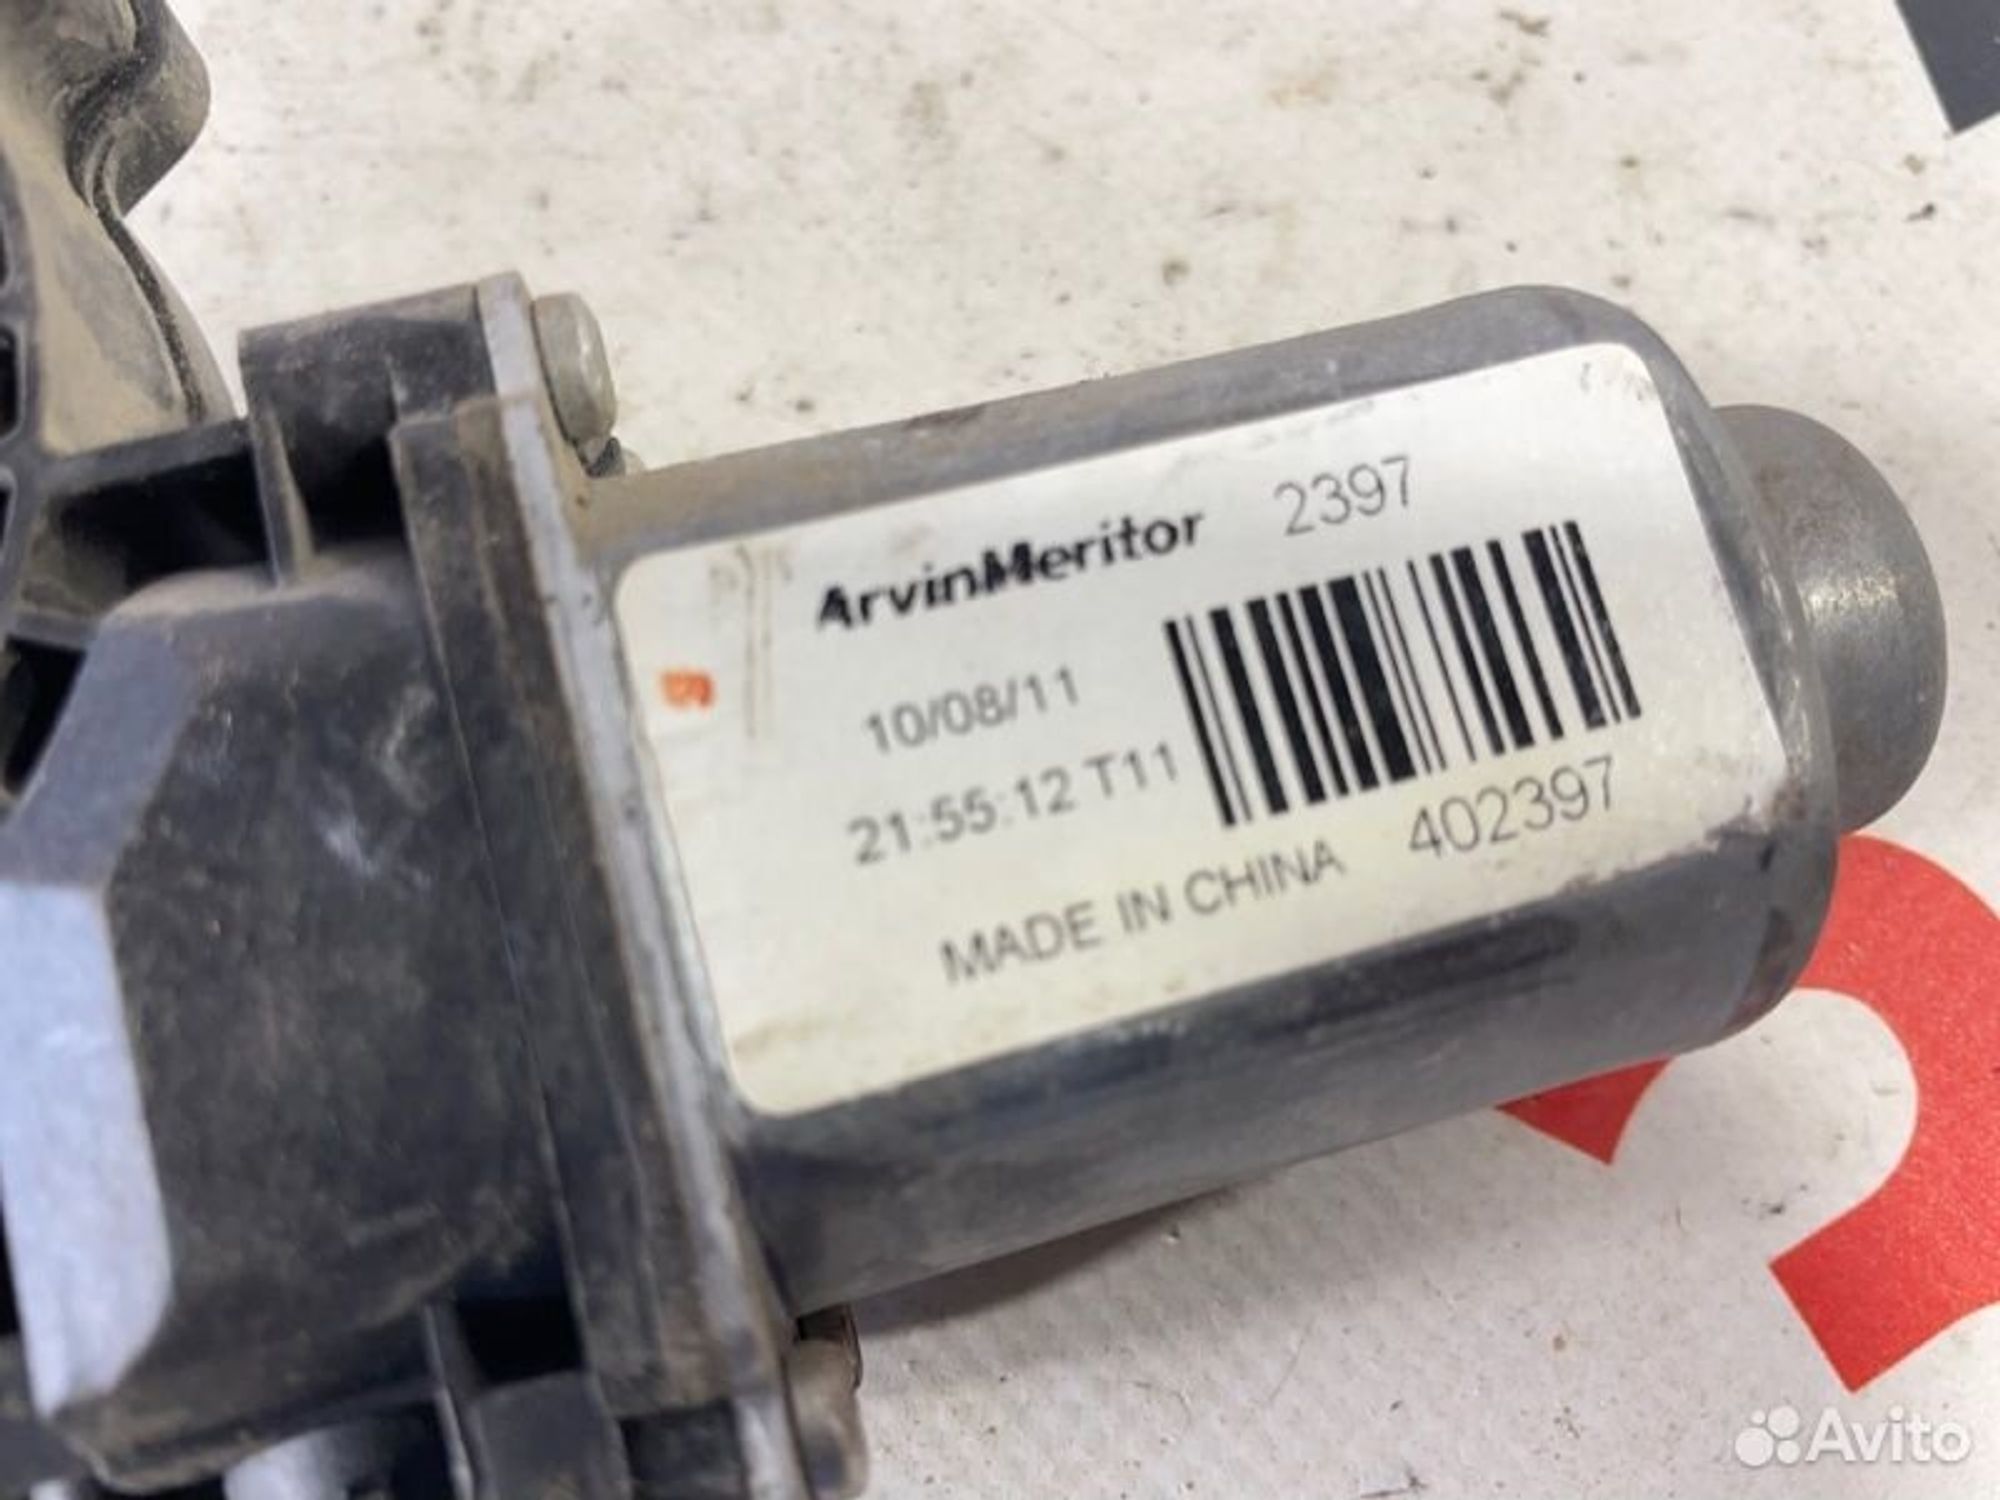 ArvinMeritor 2397
10/08/11
21:55:12 T11
MADE IN CHINA 402397
Avito